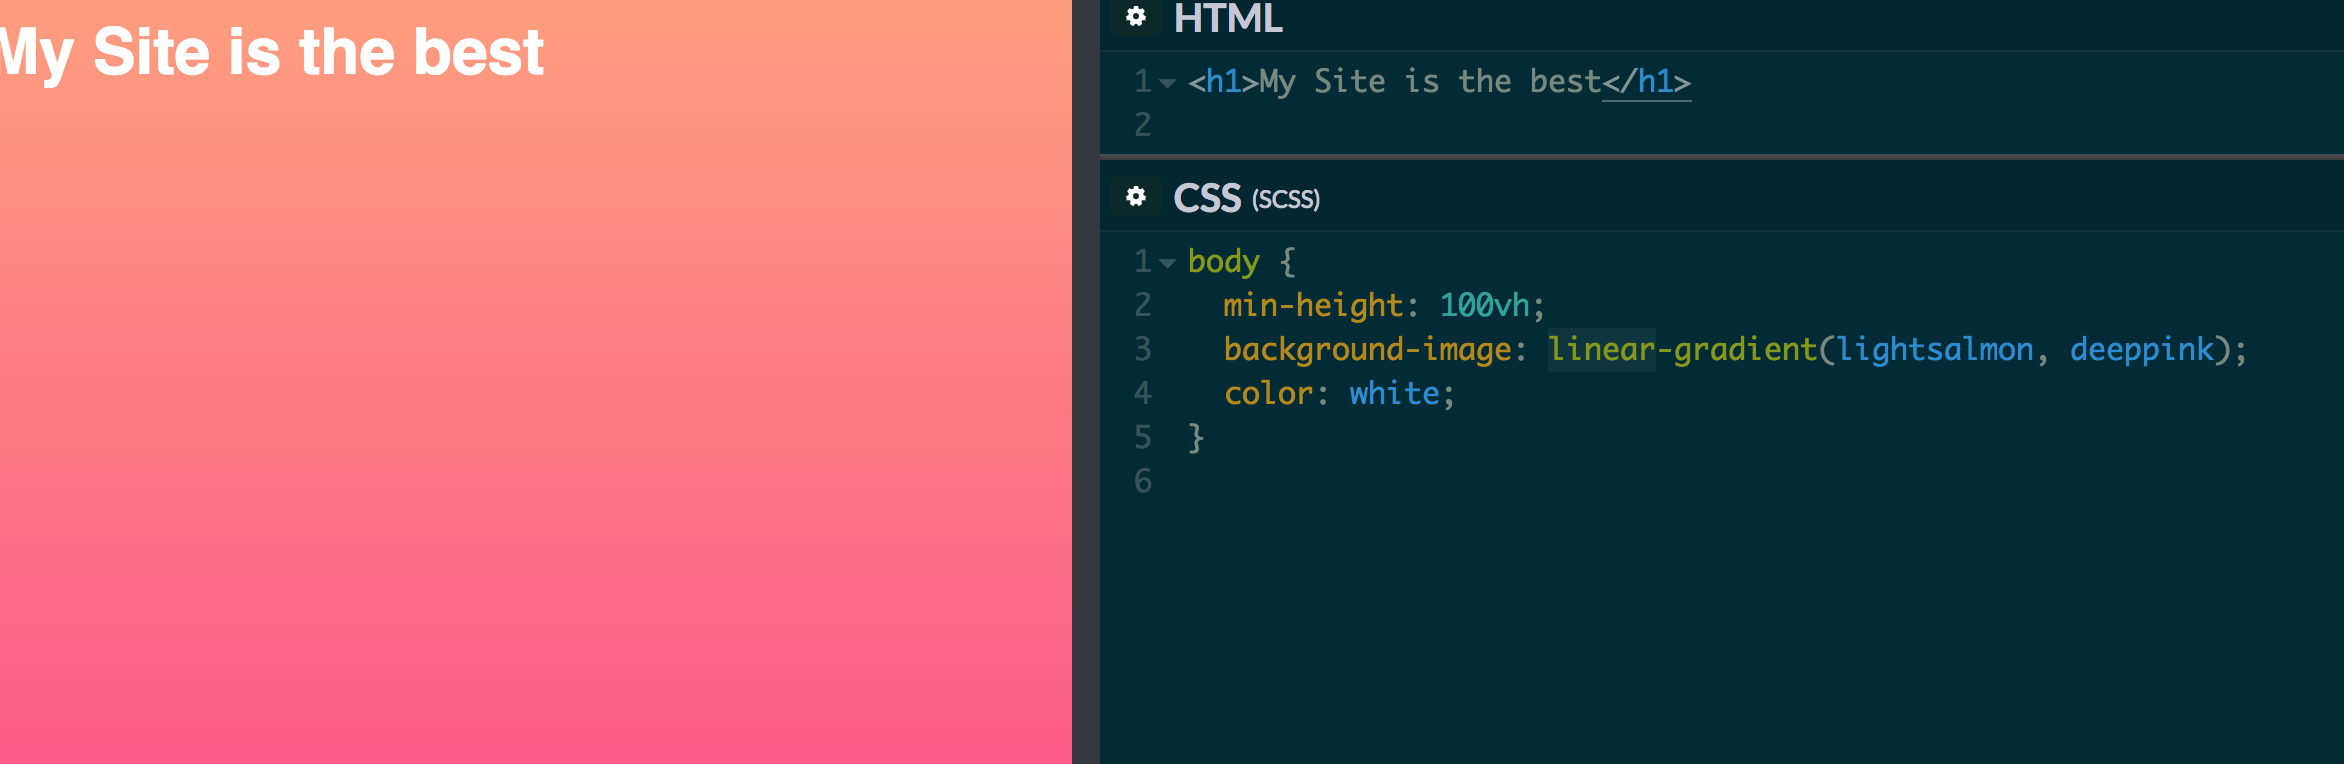 My Site is the best
HTML
1 <h1>My Site is the best</h1>
2
CSS (SCSS)
1 body {
2 min-height: 100vh;
3 background-image: linear-gradient(lightsalmon, deeppink);
4 color: white;
5 }
6